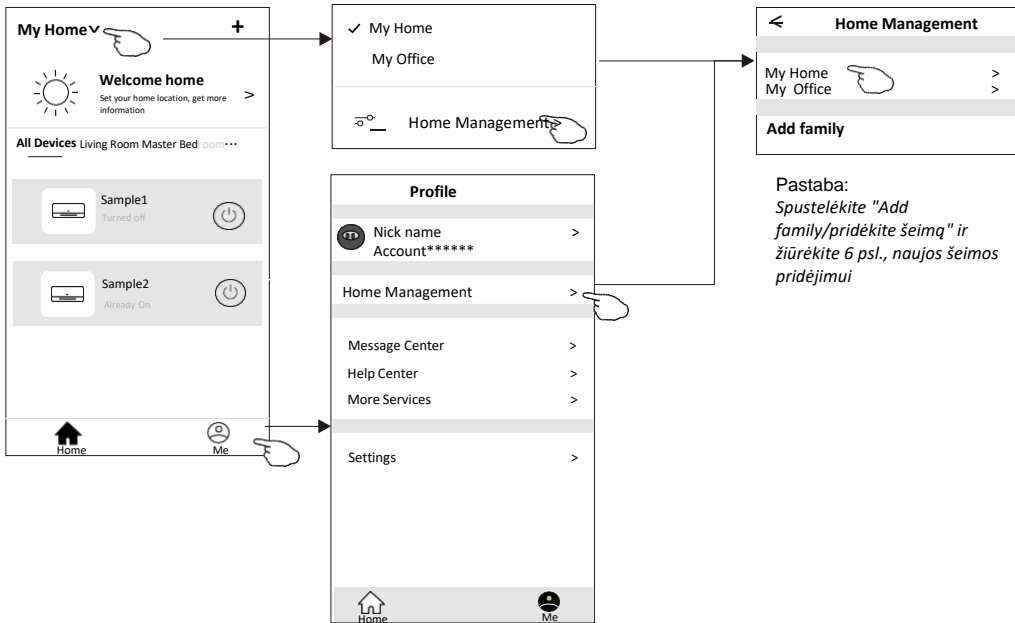 My Home
+
Welcome home
Set your home location, get more
information
>
All Devices Living Room Master Bedroom...
Sample1
Turned off
Sample2
Already On
Home
Me
✓ My Home
My Office
Home Management >
Profile
Nick name >
Account******
Home Management >
Message Center >
Help Center >
More Services >
Settings >
Home
Me
< Home Management
My Home >
My Office >
Add family
Pastaba:
Spustelėkite "Add
family/pridėkite šeimą" ir
žiūrėkite 6 psl., naujos šeimos
pridėjimui